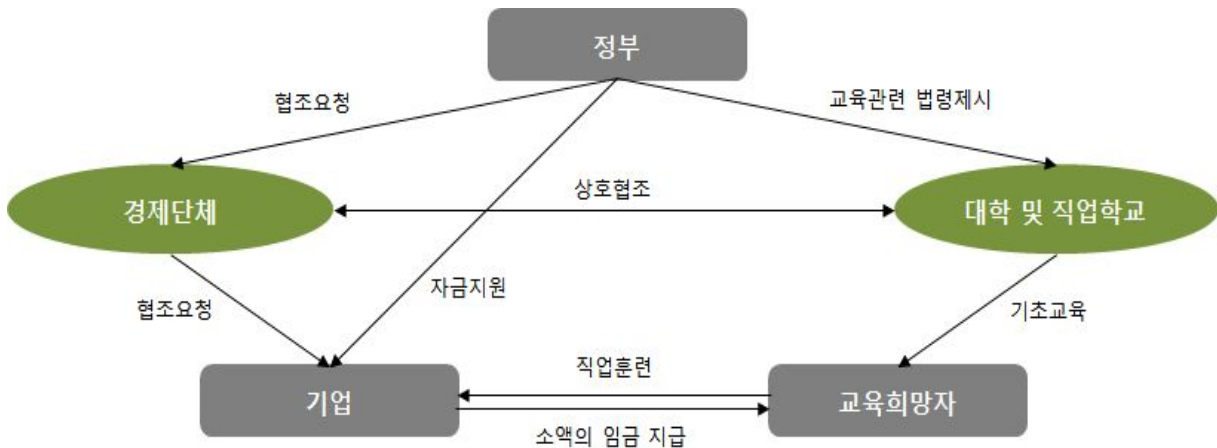 정부
협조요청
교육관련 법령제시
경제단체
상호협조
대학 및 직업학교
협조요청
자금지원
기초교육
기업
직업훈련
교육희망자
소액의 임금 지급